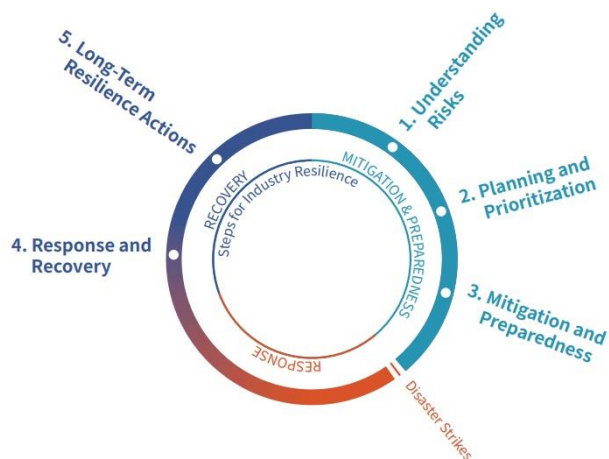 1. Understanding
Risks
2. Planning and
Prioritization
3. Mitigation and
Preparedness
Disaster Strikes
4. Response and
Recovery
5. Long-Term
Resilience Actions
MITIGATION & PREPAREDNESS
RESPONSE
RECOVERY
Steps for Industry Resilience